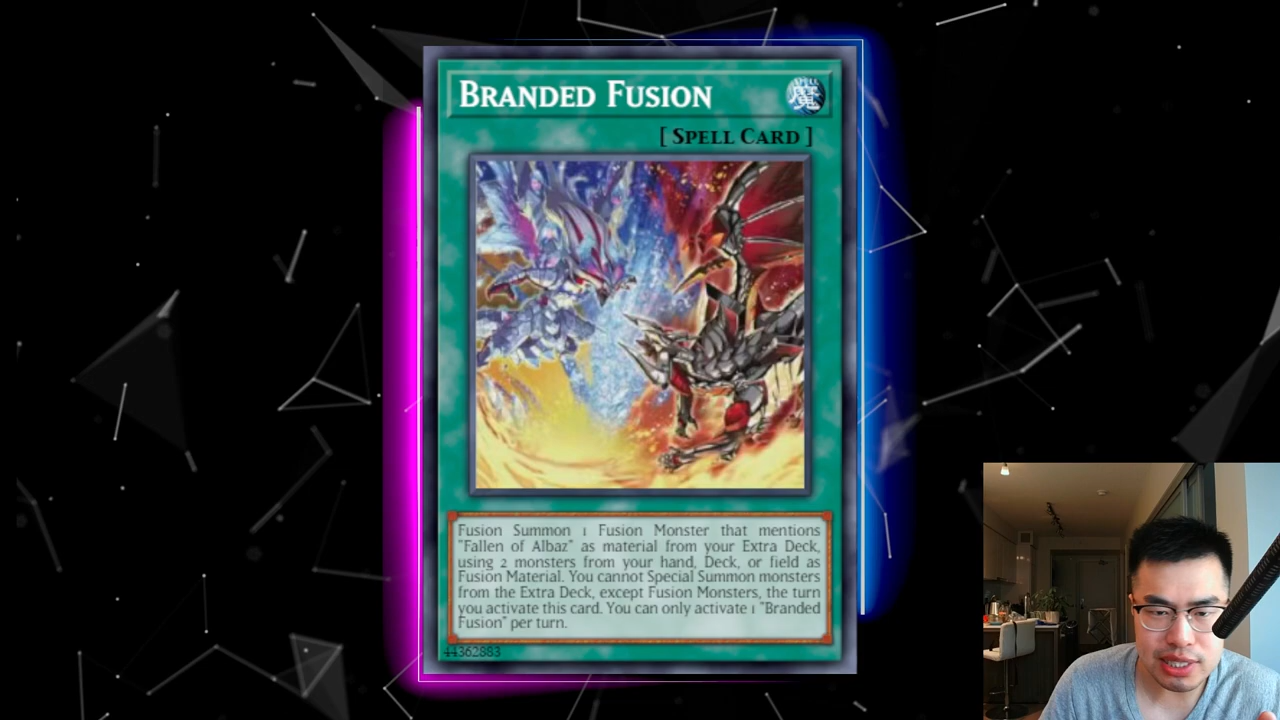 BRANDED FUSION
魔
[ SPELL CARD ]
Fusion Summon 1 Fusion Monster that mentions
"Fallen of Albaz" as material from your Extra Deck,
using 2 monsters from your hand, Deck, or field as
Fusion Material. You cannot Special Summon monsters
from the Extra Deck, except Fusion Monsters, the turn
you activate this card. You can only activate 1 "Branded
Fusion" per turn.
44362883